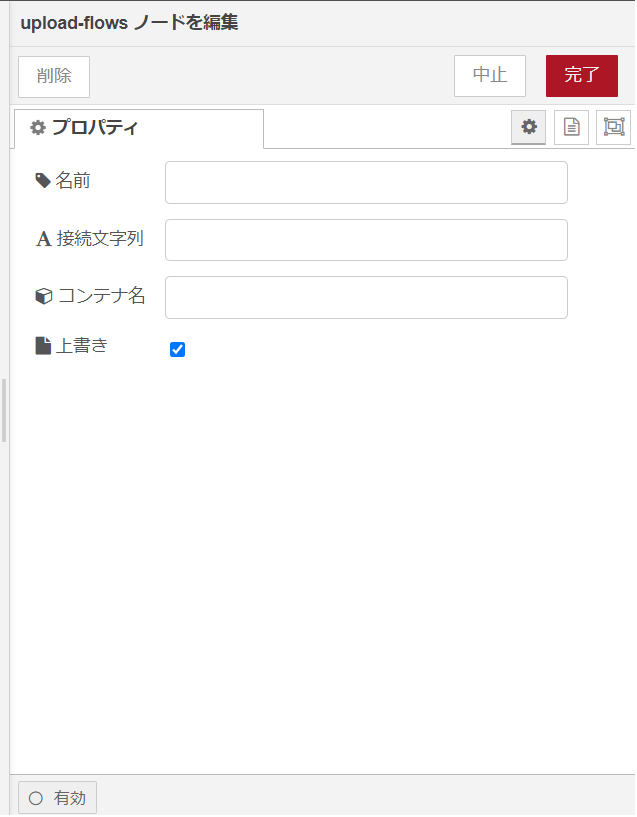 upload-flows ノードを編集
削除
中止
完了
プロパティ
名前
接続文字列
コンテナ名
上書き
有効